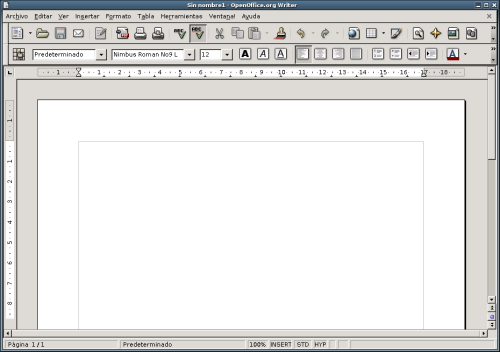 Sin nombre1 - OpenOffice.org Writer
Archivo Editar Ver Insertar Formato Tabla Herramientas Ventana Ayuda
Predeterminado Nimbus Roman No9 L 12 A A A A
1 1 2 3 4 5 6 7 8 9 10 11 12 13 14 15 16 17 18
1
1
2
3
4
5
6
7
8
Página 1/1 Predeterminado 100% INSERT STD HYP